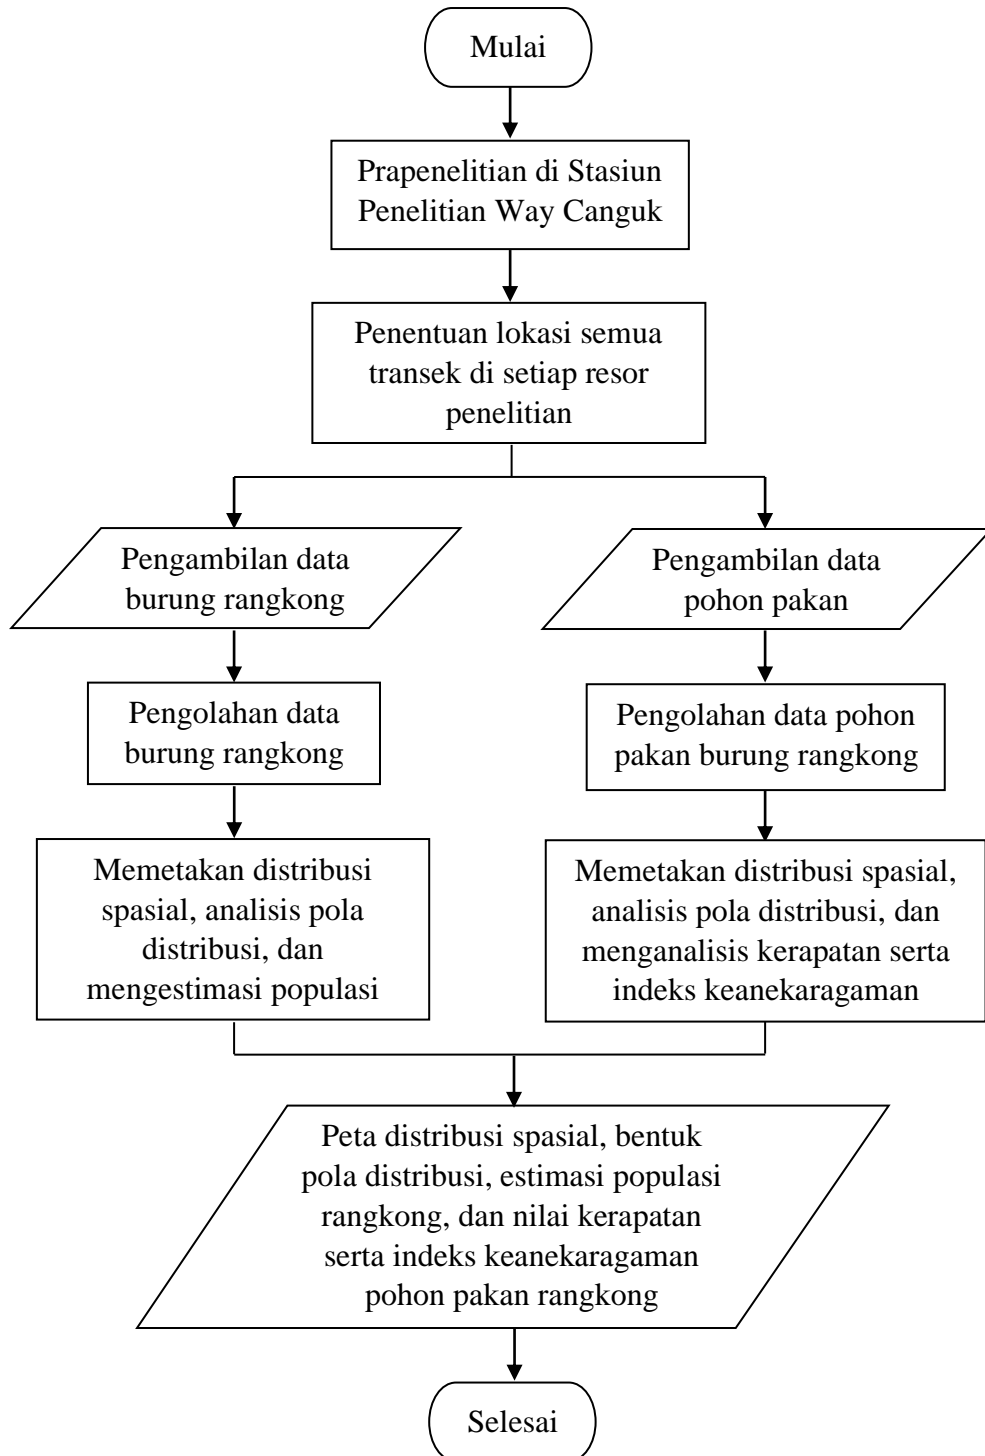 Mulai
Prapenelitian di Stasiun
Penelitian Way Canguk
Penentuan lokasi semua
transek di setiap resor
penelitian
Pengambilan data
burung rangkong
Pengambilan data
pohon pakan
Pengolahan data
burung rangkong
Pengolahan data pohon
pakan burung rangkong
Memetakan distribusi
spasial, analisis pola
distribusi, dan
mengestimasi populasi
Memetakan distribusi spasial,
analisis pola distribusi, dan
menganalisis kerapatan serta
indeks keanekaragaman
Peta distribusi spasial, bentuk
pola distribusi, estimasi populasi
rangkong, dan nilai kerapatan
serta indeks keanekaragaman
pohon pakan rangkong
Selesai